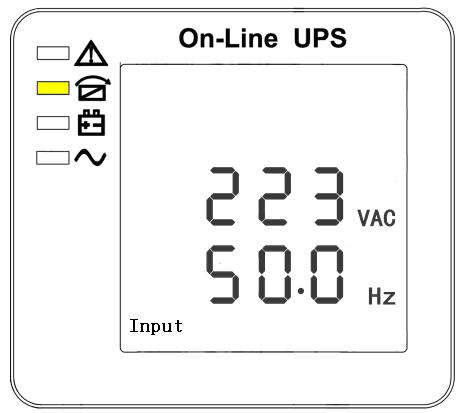 On-Line UPS
223 VAC
50.0 Hz
Input